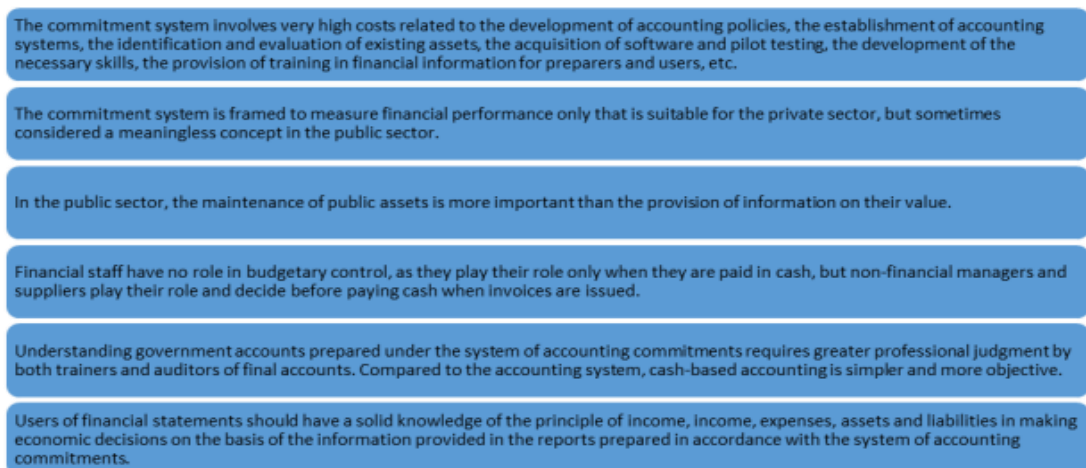 The commitment system involves very high costs related to the development of accounting policies, the establishment of accounting
systems, the identification and evaluation of existing assets, the acquisition of software and pilot testing, the development of the
necessary skills, the provision of training in financial information for preparers and users, etc.
The commitment system is framed to measure financial performance only that is suitable for the private sector, but sometimes
considered a meaningless concept in the public sector.
In the public sector, the maintenance of public assets is more important than the provision of information on their value.
Financial staff have no role in budgetary control, as they play their role only when they are paid in cash, but non-financial managers and
suppliers play their role and decide before paying cash when invoices are issued.
Understanding government accounts prepared under the system of accounting commitments requires greater professional judgment by
both trainers and auditors of final accounts. Compared to the accounting system, cash-based accounting is simpler and more objective.
Users of financial statements should have a solid knowledge of the principle of income, income, expenses, assets and liabilities in making
economic decisions on the basis of the information provided in the reports prepared in accordance with the system of accounting
commitments.